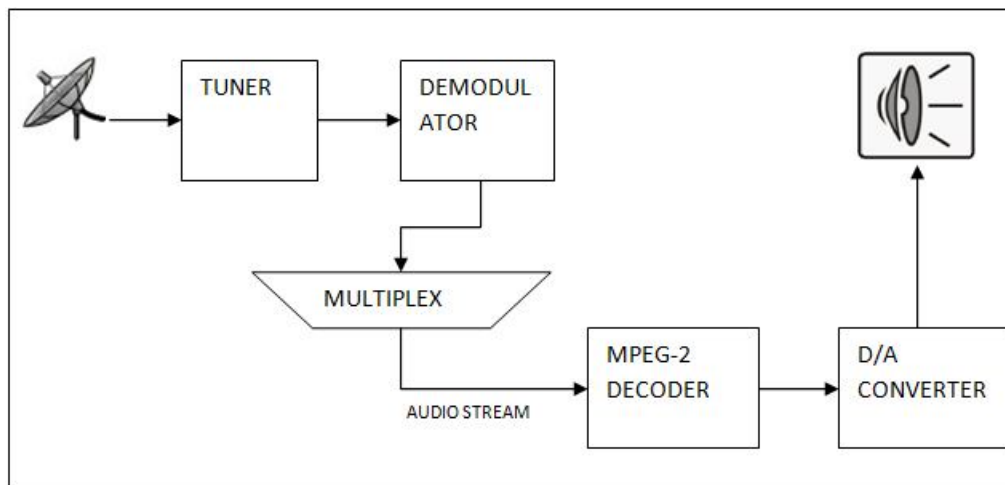 TUNER
DEMODUL
ATOR
MULTIPLEX
AUDIO STREAM
MPEG-2
DECODER
D/A
CONVERTER